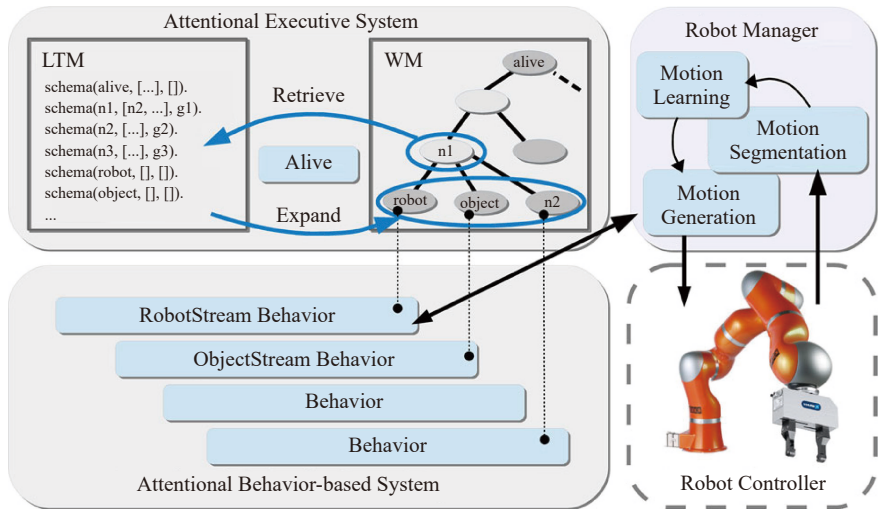 Attentional Executive System
LTM
schema(alive, [...], []).
schema(n1, [n2, ...], g1).
schema(n2, [...], g2).
schema(n3, [...], g3).
schema(robot, [], []).
schema(object, [], []).
...
Retrieve
Alive
Expand
WM
alive
n1
robot
object
n2
Robot Manager
Motion
Learning
Motion
Segmentation
Motion
Generation
RobotStream Behavior
ObjectStream Behavior
Behavior
Behavior
Attentional Behavior-based System
Robot Controller